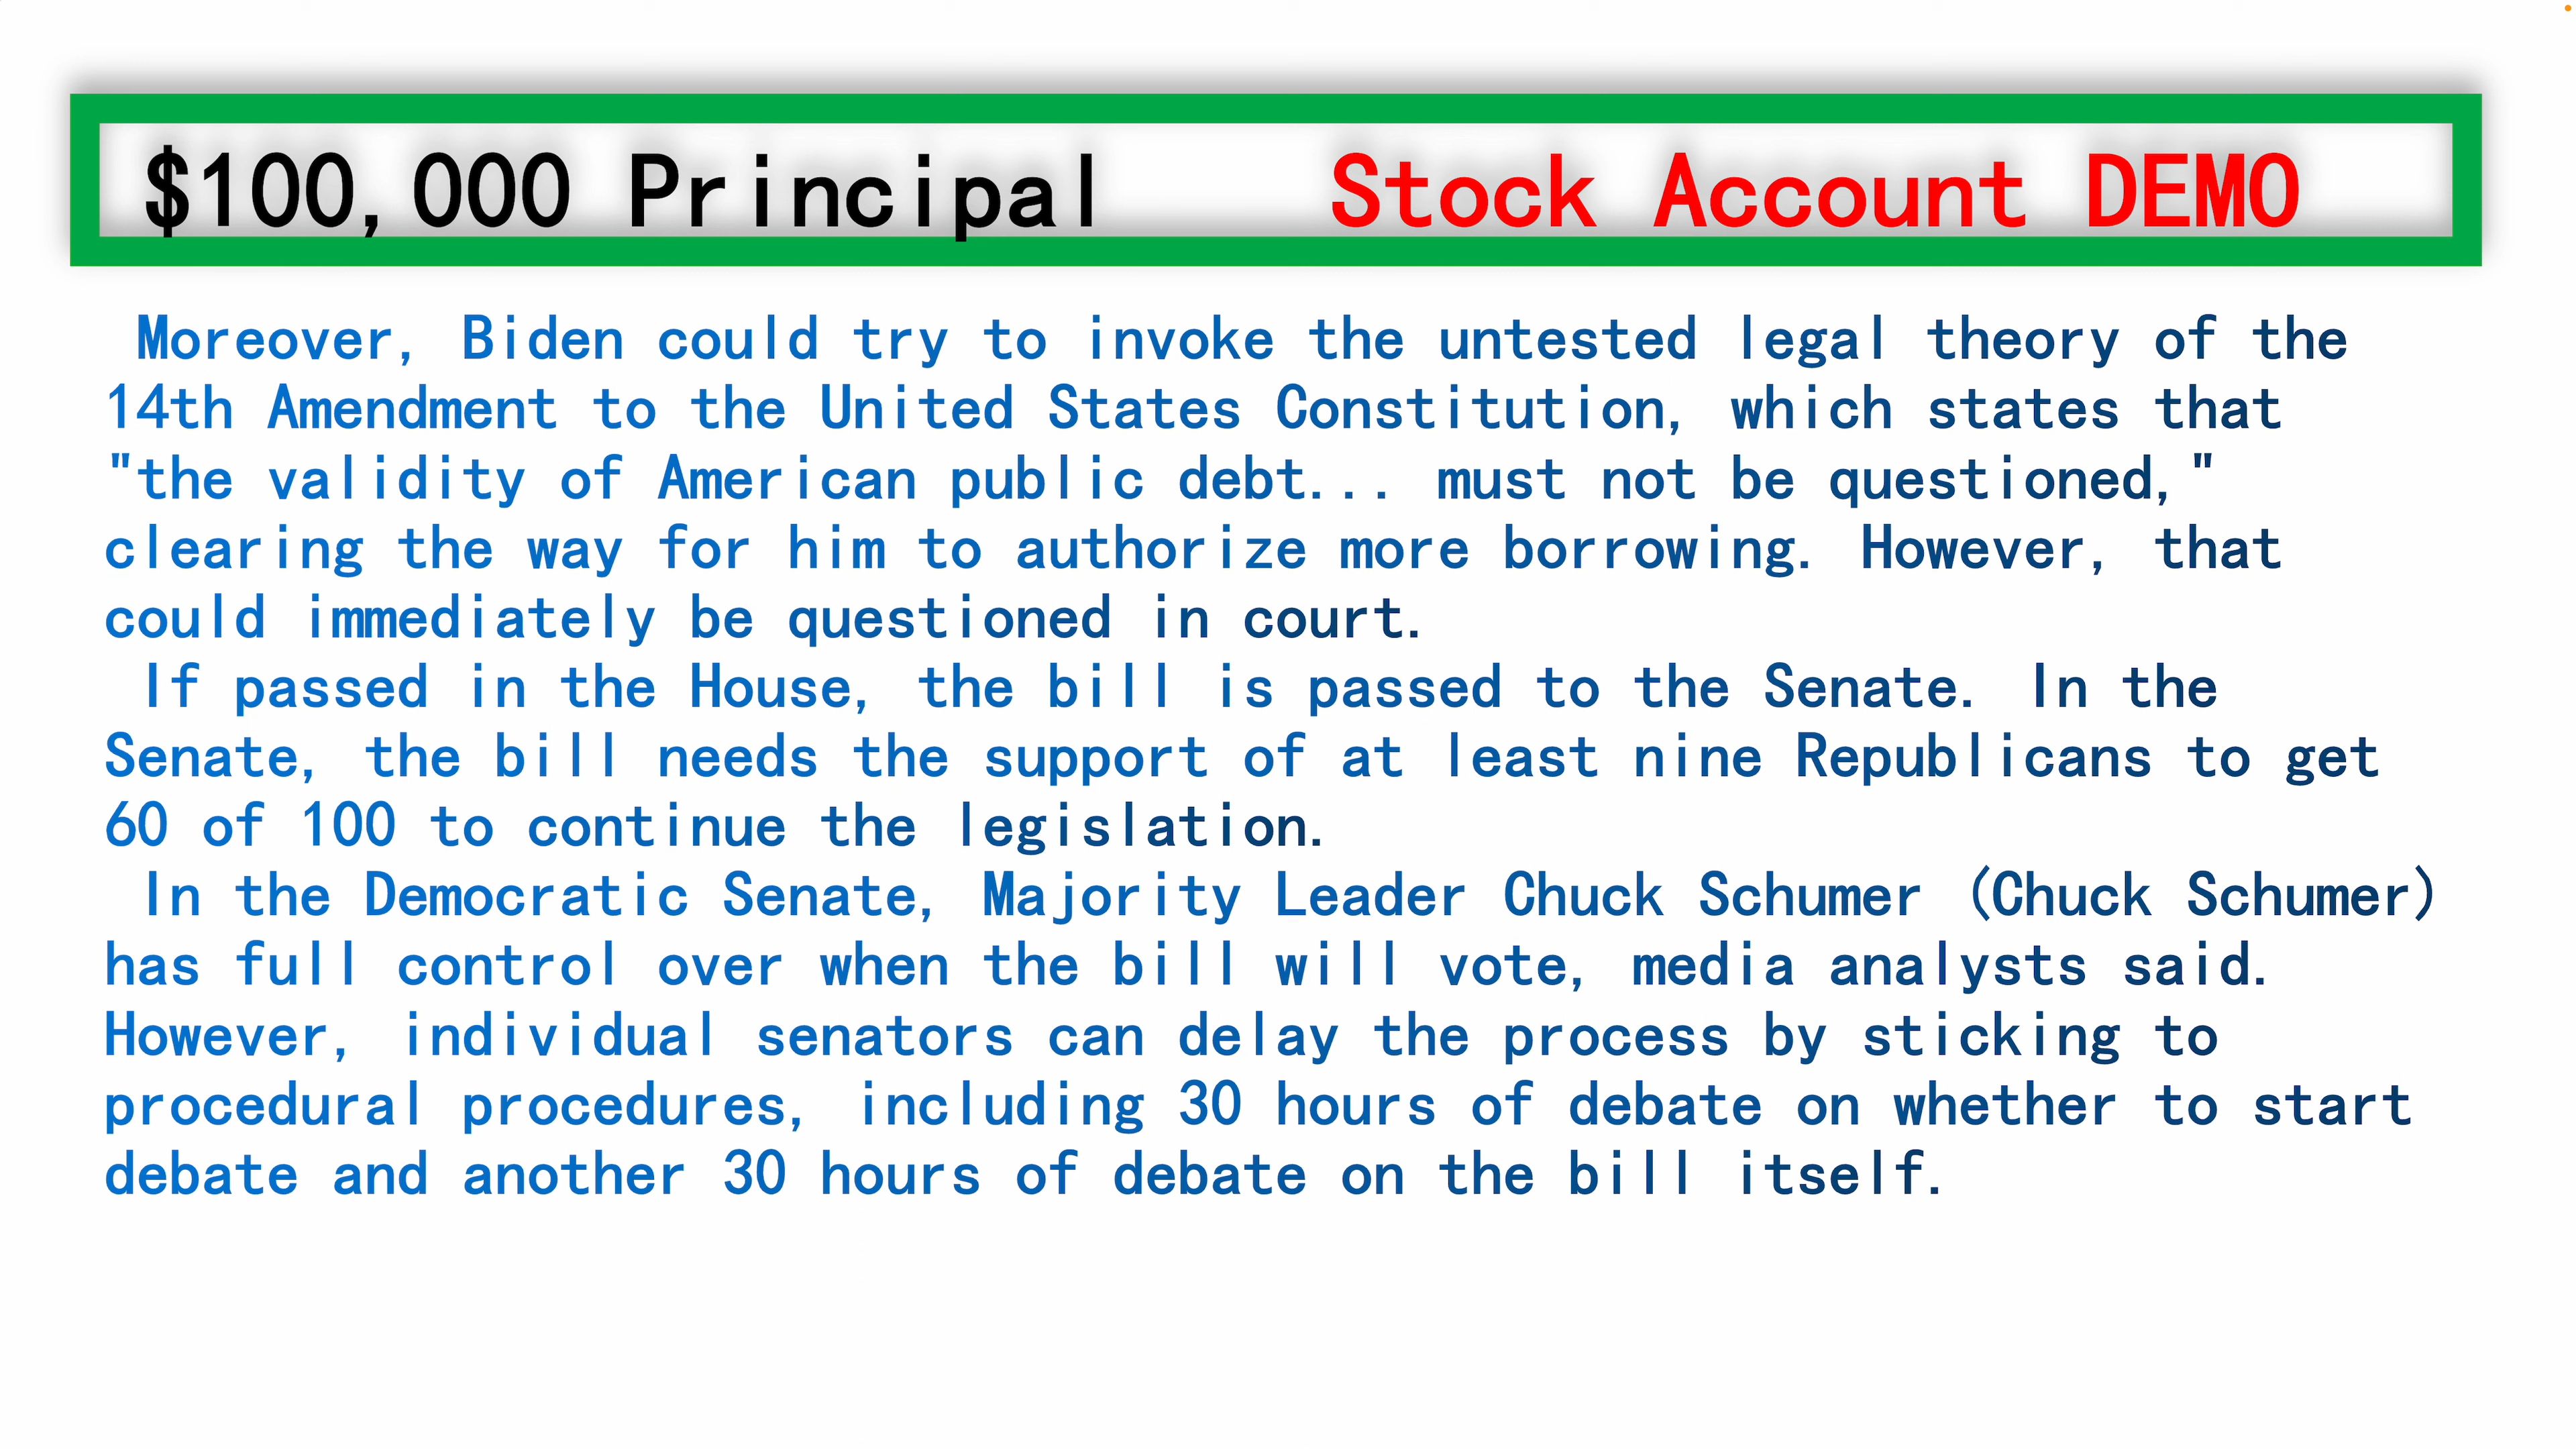 $100,000 Principal Stock Account DEMO
Moreover, Biden could try to invoke the untested legal theory of the
14th Amendment to the United States Constitution, which states that
"the validity of American public debt... must not be questioned,"
clearing the way for him to authorize more borrowing. However, that
could immediately be questioned in court.
If passed in the House, the bill is passed to the Senate. In the
Senate, the bill needs the support of at least nine Republicans to get
60 of 100 to continue the legislation.
In the Democratic Senate, Majority Leader Chuck Schumer (Chuck Schumer)
has full control over when the bill will vote, media analysts said.
However, individual senators can delay the process by sticking to
procedural procedures, including 30 hours of debate on whether to start
debate and another 30 hours of debate on the bill itself.